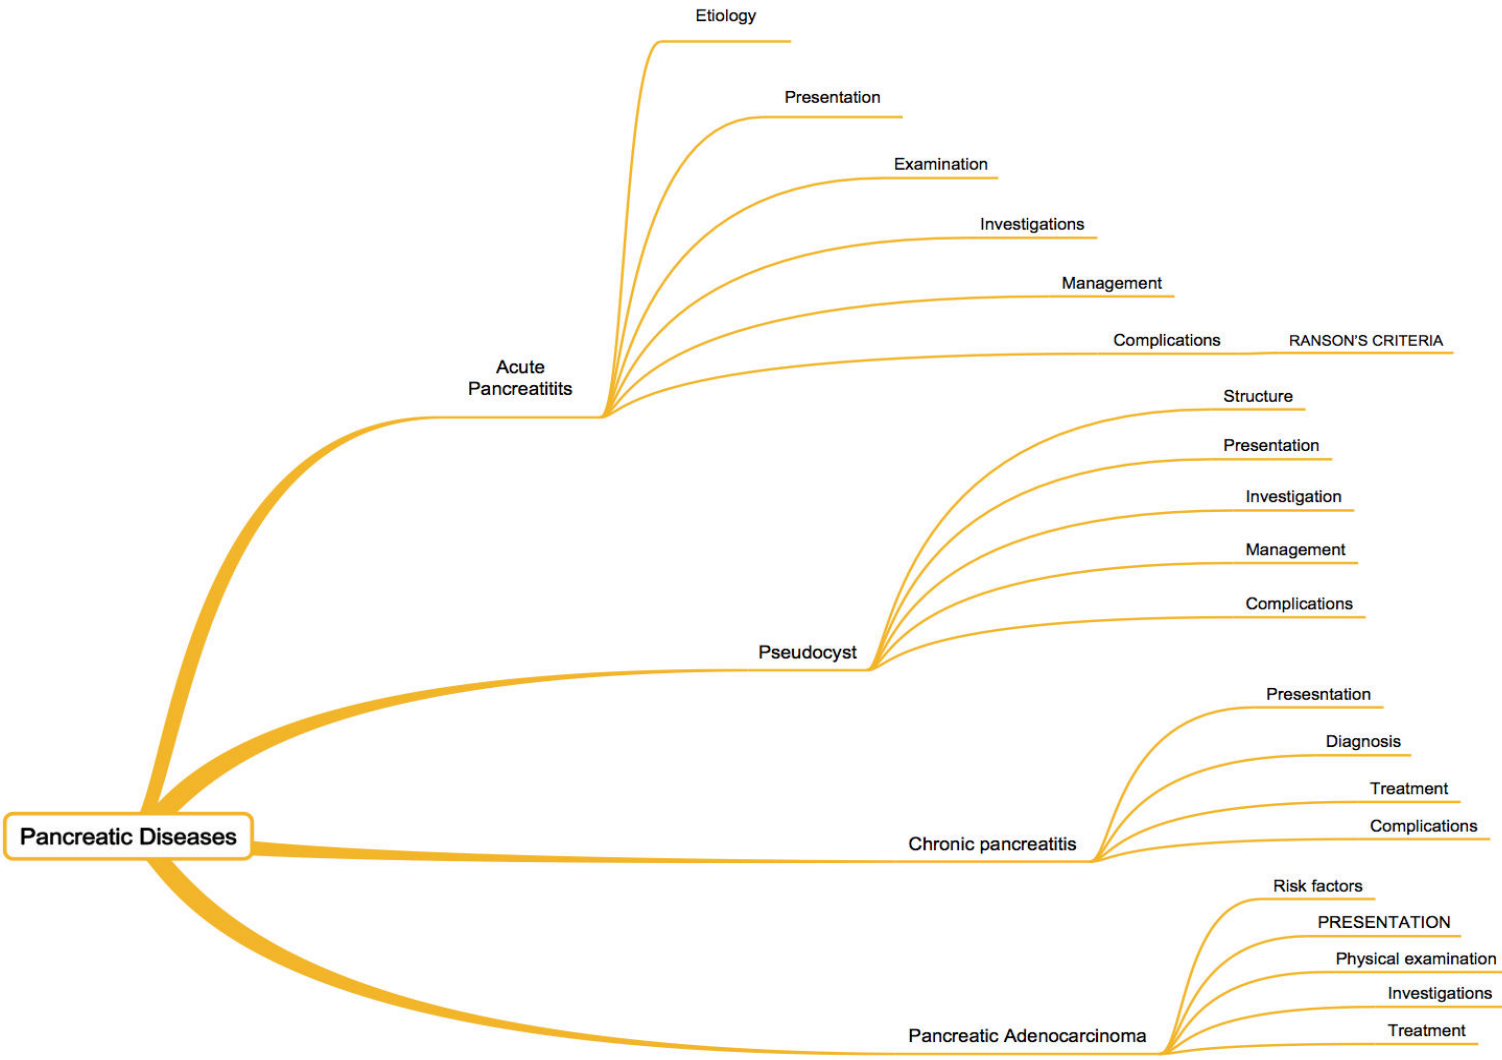 Etiology
Presentation
Examination
Investigations
Management
Complications
RANSON'S CRITERIA
Acute
Pancreatitits
Structure
Presentation
Investigation
Management
Complications
Pseudocyst
Presesntation
Diagnosis
Treatment
Complications
Chronic pancreatitis
Pancreatic Diseases
Risk factors
PRESENTATION
Physical examination
Investigations
Treatment
Pancreatic Adenocarcinoma